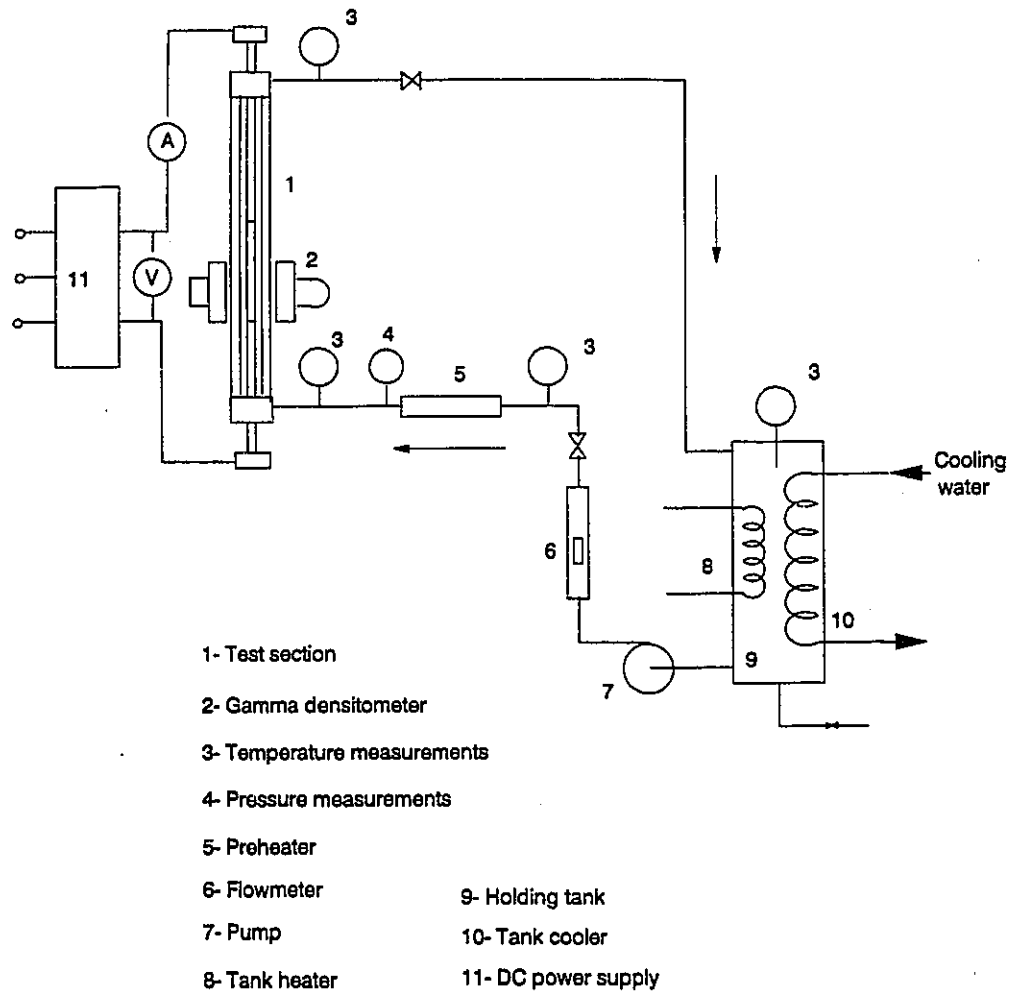 3
A
1
2
11
V
3
4
3
5
3
Cooling
water
6
8
10
9
7
1- Test section
2- Gamma densitometer
3- Temperature measurements
4- Pressure measurements
5- Preheater
6- Flowmeter
7- Pump
8- Tank heater
9- Holding tank
10- Tank cooler
11- DC power supply